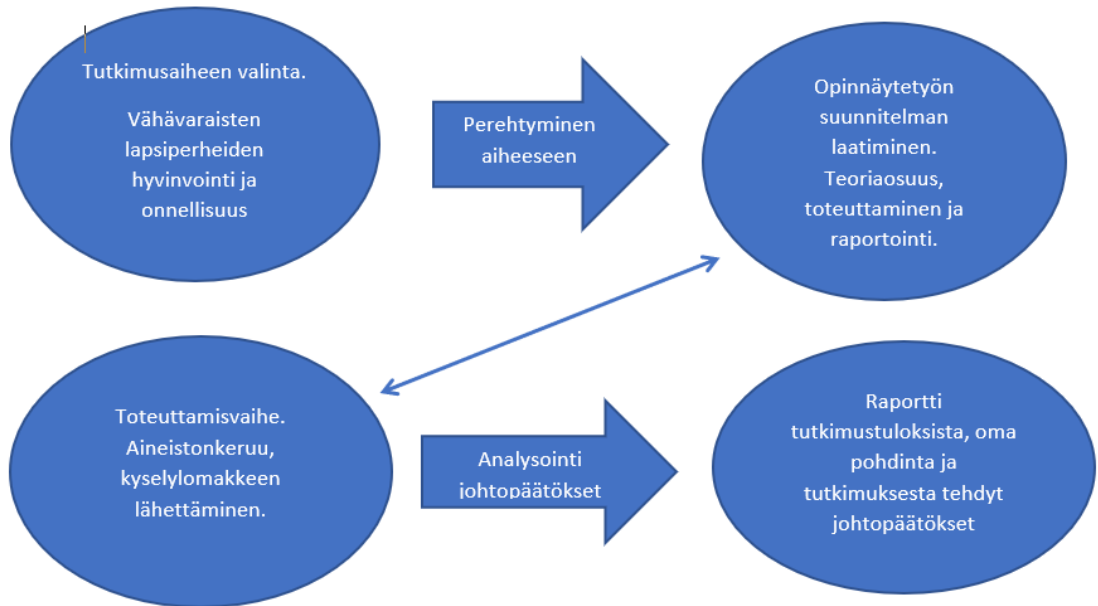 Tutkimusaiheen valinta.
Vähävaraisten
lapsiperheiden
hyvinvointi ja
onnellisuus
Perehtyminen
aiheeseen
Opinnäytetyön
suunnitelman
laatiminen.
Teoriaosuus,
toteuttaminen ja
raportointi.
Toteuttamisvaihe.
Aineistonkeruu,
kyselylomakkeen
lähettäminen.
Analysointi
johtopäätökset
Raportti
tutkimustuloksista, oma
pohdinta ja
tutkimuksesta tehdyt
johtopäätökset